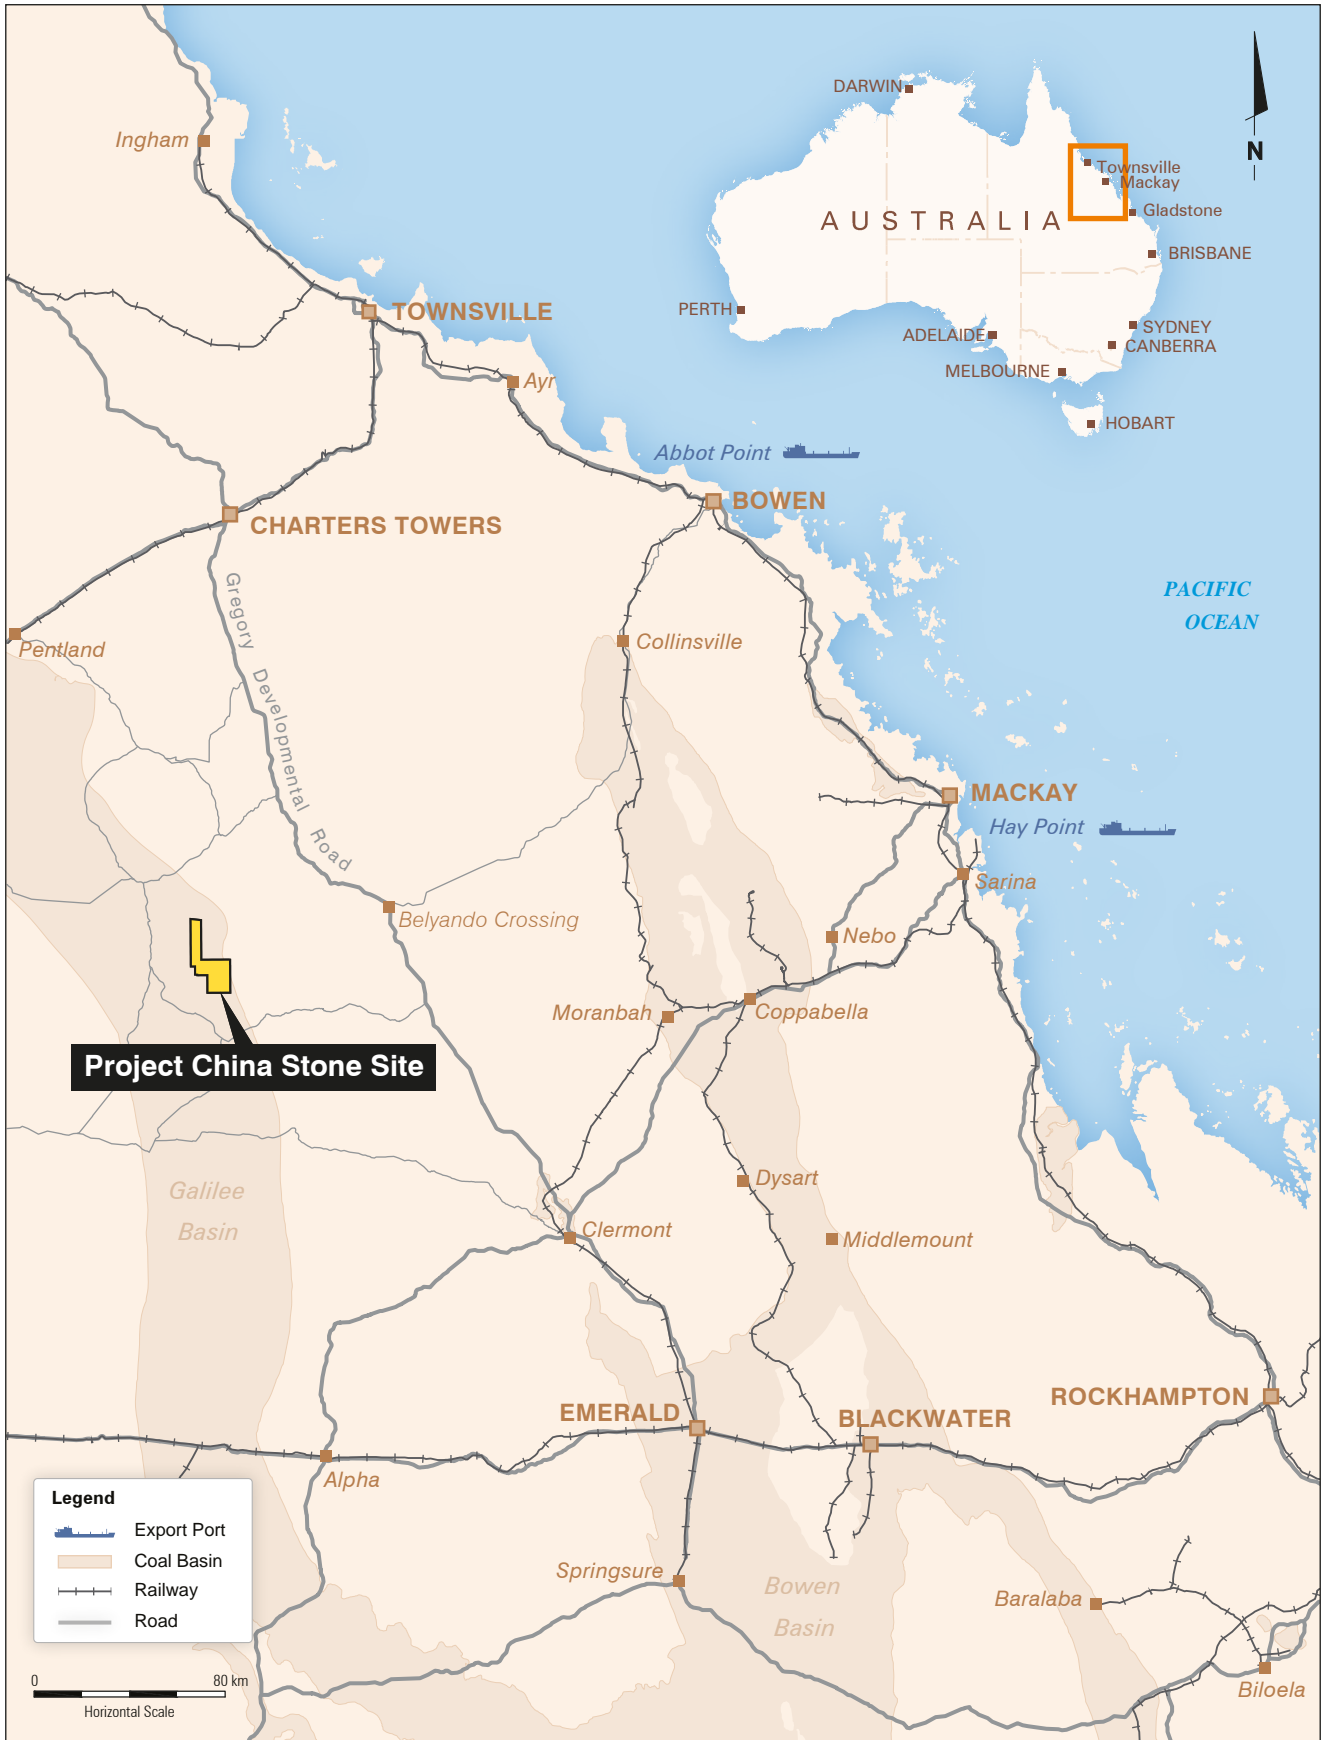 DARWIN
Townsville
Mackay
Gladstone
AUSTRALIA
BRISBANE
PERTH
ADELAIDE
SYDNEY
CANBERRA
MELBOURNE
HOBART
N
Ingham
TOWNSVILLE
Ayr
Abbot Point
BOWEN
CHARTERS TOWERS
PACIFIC
OCEAN
Gregory Developmental Road
Pentland
Collinsville
MACKAY
Hay Point
Sarina
Belyando Crossing
Nebo
Moranbah
Coppabella
Project China Stone Site
Dysart
Galilee
Basin
Clermont
Middlemount
ROCKHAMPTON
EMERALD
BLACKWATER
Alpha
Legend
Export Port
Coal Basin
Railway
Road
Springsure
Bowen
Basin
Baralaba
Biloela
0 80 km
Horizontal Scale